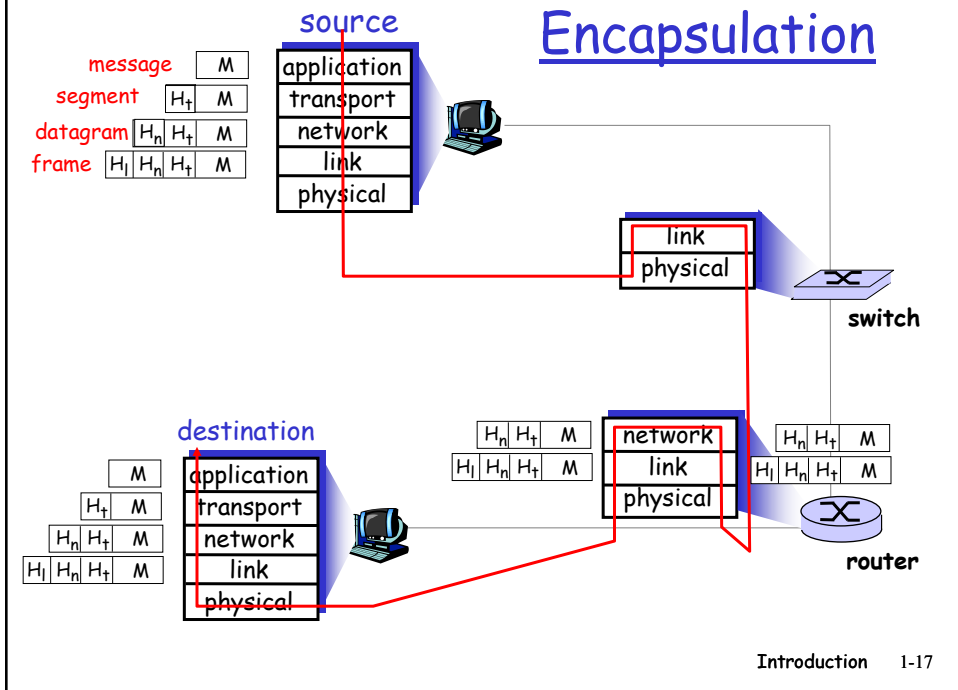 Encapsulation
source
message M application
segment Ht M transport
datagram Hn Ht M network
frame Hl Hn Ht M link
physical
link
physical
switch
destination
Hn Ht M network Hn Ht M
Hl Hn Ht M link Hl Hn Ht M
physical
router
M application
Ht M transport
Hn Ht M network
Hl Hn Ht M link
physical
Introduction 1-17